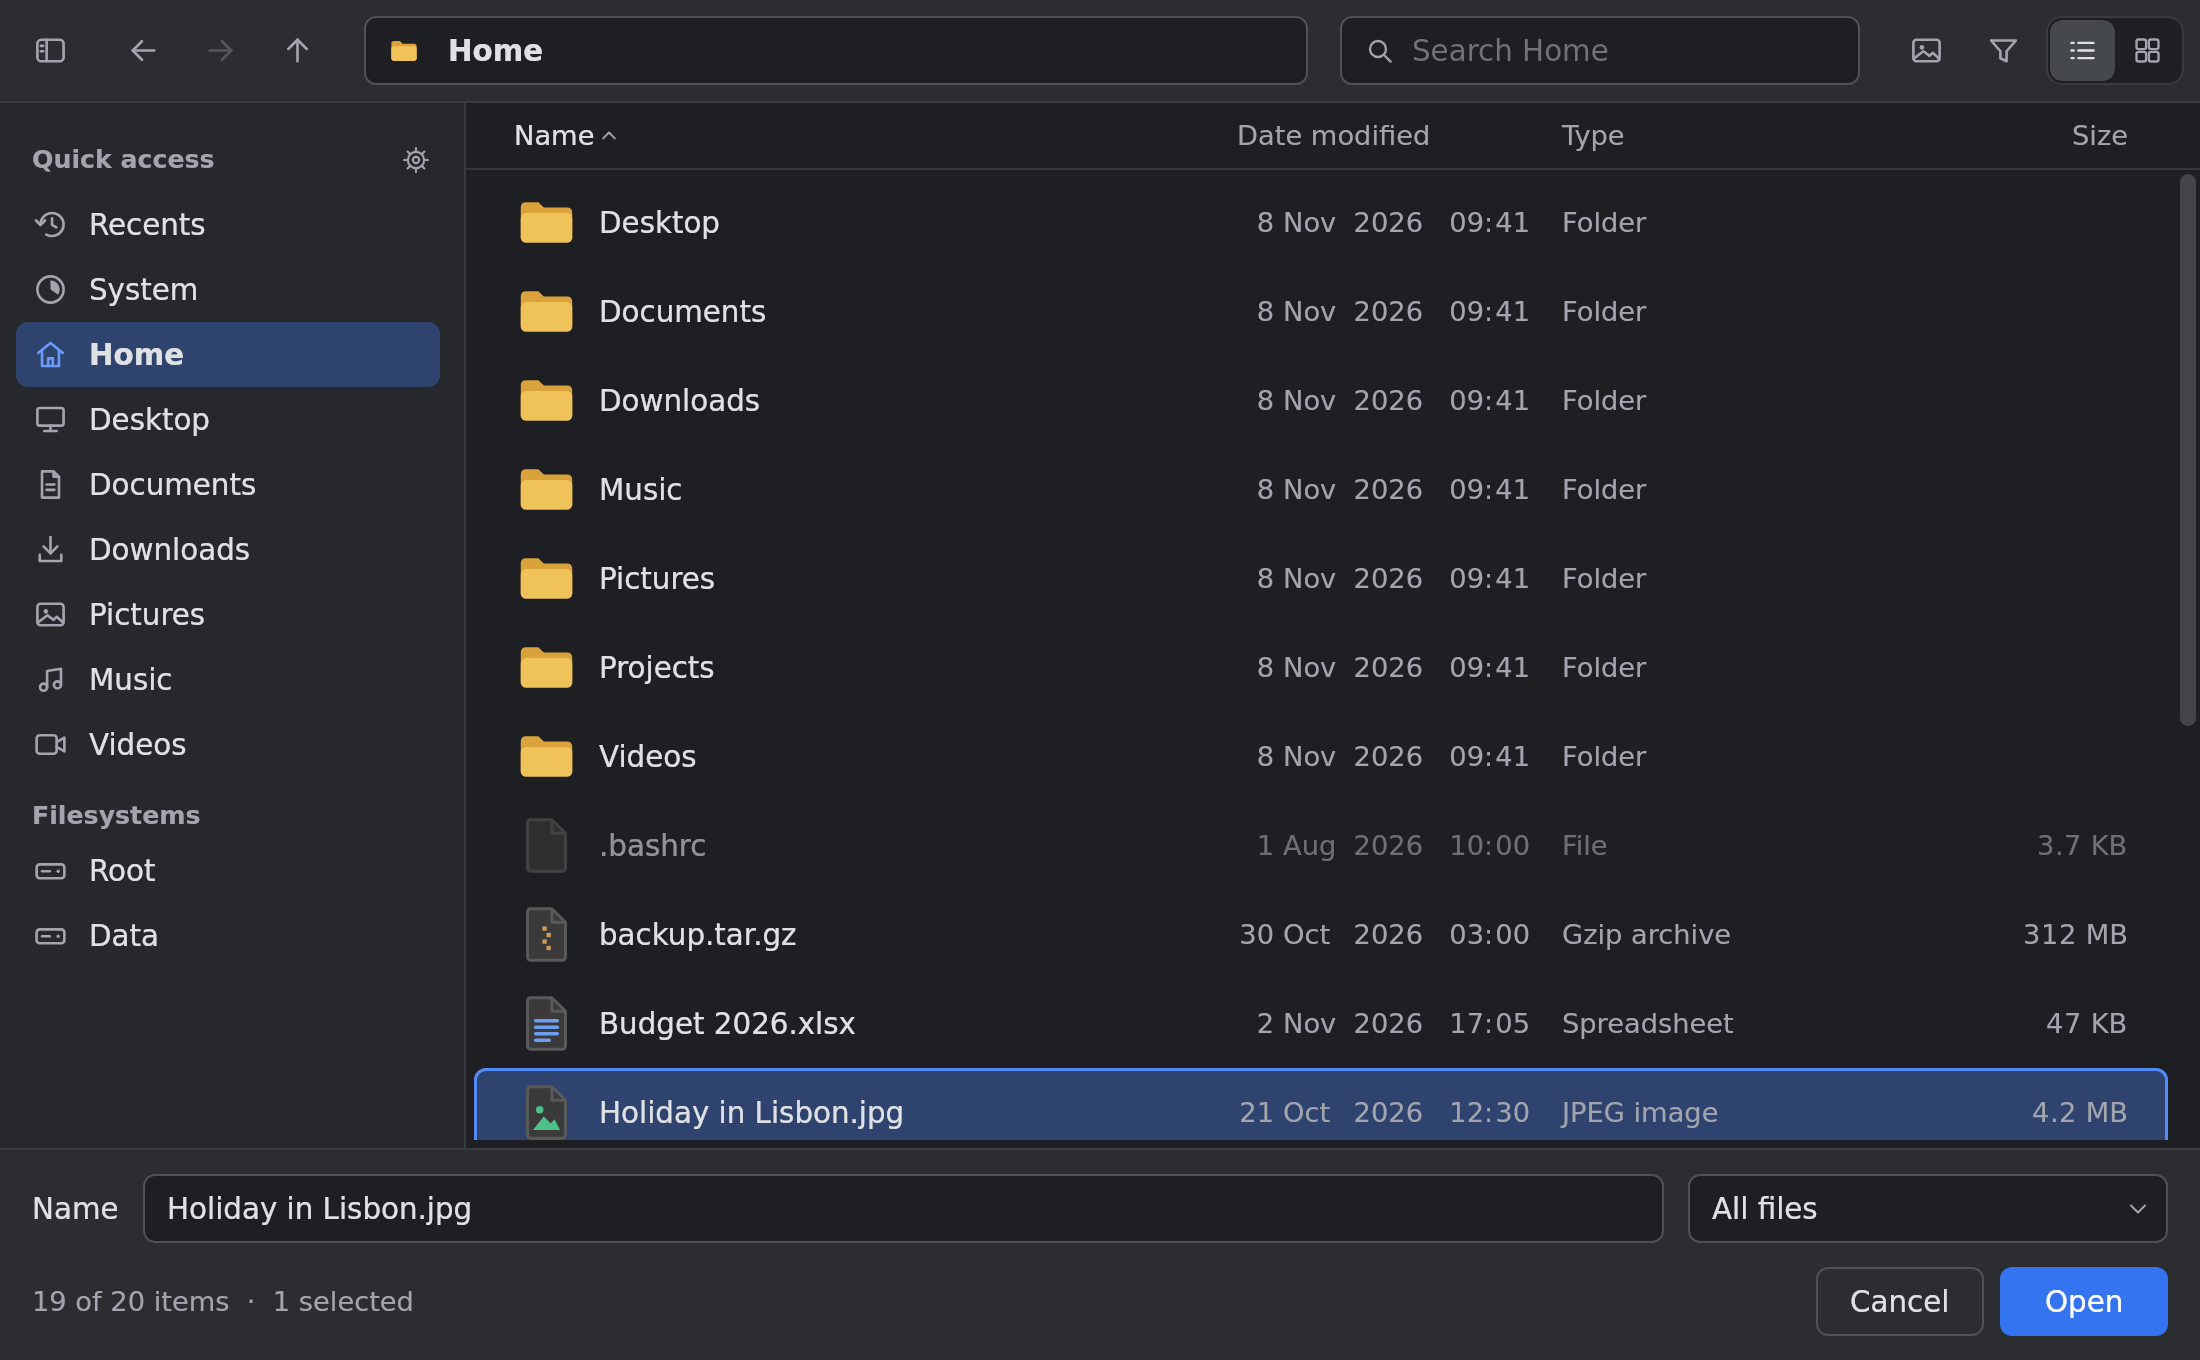 Home
Search Home
Quick access
Recents
System
Home
Desktop
Documents
Downloads
Pictures
Music
Videos
Filesystems
Root
Data
Name Date modified Type Size
Desktop 8 Nov 2026 09:41 Folder
Documents 8 Nov 2026 09:41 Folder
Downloads 8 Nov 2026 09:41 Folder
Music 8 Nov 2026 09:41 Folder
Pictures 8 Nov 2026 09:41 Folder
Projects 8 Nov 2026 09:41 Folder
Videos 8 Nov 2026 09:41 Folder
.bashrc 1 Aug 2026 10:00 File 3.7 KB
backup.tar.gz 30 Oct 2026 03:00 Gzip archive 312 MB
Budget 2026.xlsx 2 Nov 2026 17:05 Spreadsheet 47 KB
Holiday in Lisbon.jpg 21 Oct 2026 12:30 JPEG image 4.2 MB
Name Holiday in Lisbon.jpg All files
19 of 20 items · 1 selected Cancel Open